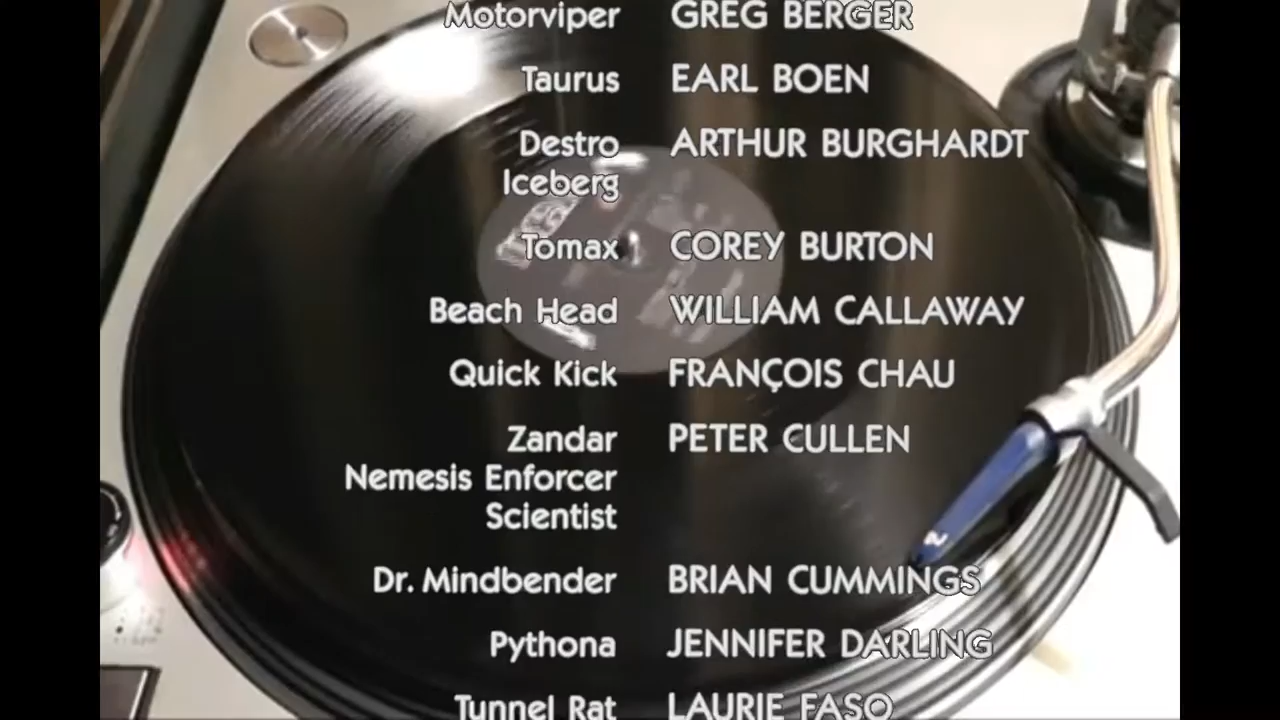 Motorviper GREG BERGER
Taurus EARL BOEN
Destro ARTHUR BURGHARDT
Iceberg
Tomax COREY BURTON
Beach Head WILLIAM CALLAWAY
Quick Kick FRANÇOIS CHAU
Zandar PETER CULLEN
Nemesis Enforcer
Scientist
Dr. Mindbender BRIAN CUMMINGS
Pythona JENNIFER DARLING
Tunnel Rat LAURIE FASO